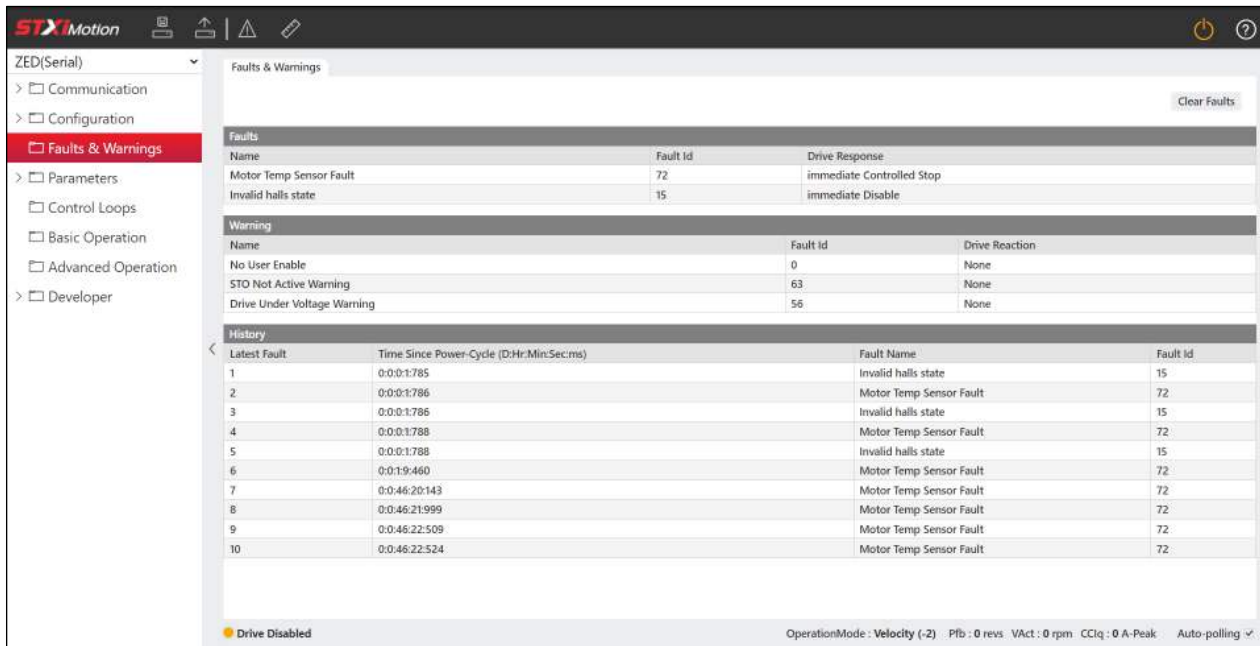 STXiMotion
ZED(Serial)
Communication
Configuration
Faults & Warnings
Parameters
Control Loops
Basic Operation
Advanced Operation
Developer
Faults & Warnings
Clear Faults
Faults
Name Fault Id Drive Response
Motor Temp Sensor Fault 72 immediate Controlled Stop
Invalid halls state 15 immediate Disable
Warning
Name Fault Id Drive Reaction
No User Enable 0 None
STO Not Active Warning 63 None
Drive Under Voltage Warning 56 None
History
Latest Fault Time Since Power-Cycle (D:Hr:Min:Sec:ms) Fault Name Fault Id
1 0:0:0:1:785 Invalid halls state 15
2 0:0:0:1:786 Motor Temp Sensor Fault 72
3 0:0:0:1:786 Invalid halls state 15
4 0:0:0:1:788 Motor Temp Sensor Fault 72
5 0:0:0:1:788 Invalid halls state 15
6 0:0:1:9:460 Motor Temp Sensor Fault 72
7 0:0:46:20:143 Motor Temp Sensor Fault 72
8 0:0:46:21:999 Motor Temp Sensor Fault 72
9 0:0:46:22:509 Motor Temp Sensor Fault 72
10 0:0:46:22:524 Motor Temp Sensor Fault 72
Drive Disabled OperationMode : Velocity (-2) Pfb : 0 revs VAct : 0 rpm CCIq : 0 A-Peak Auto-polling